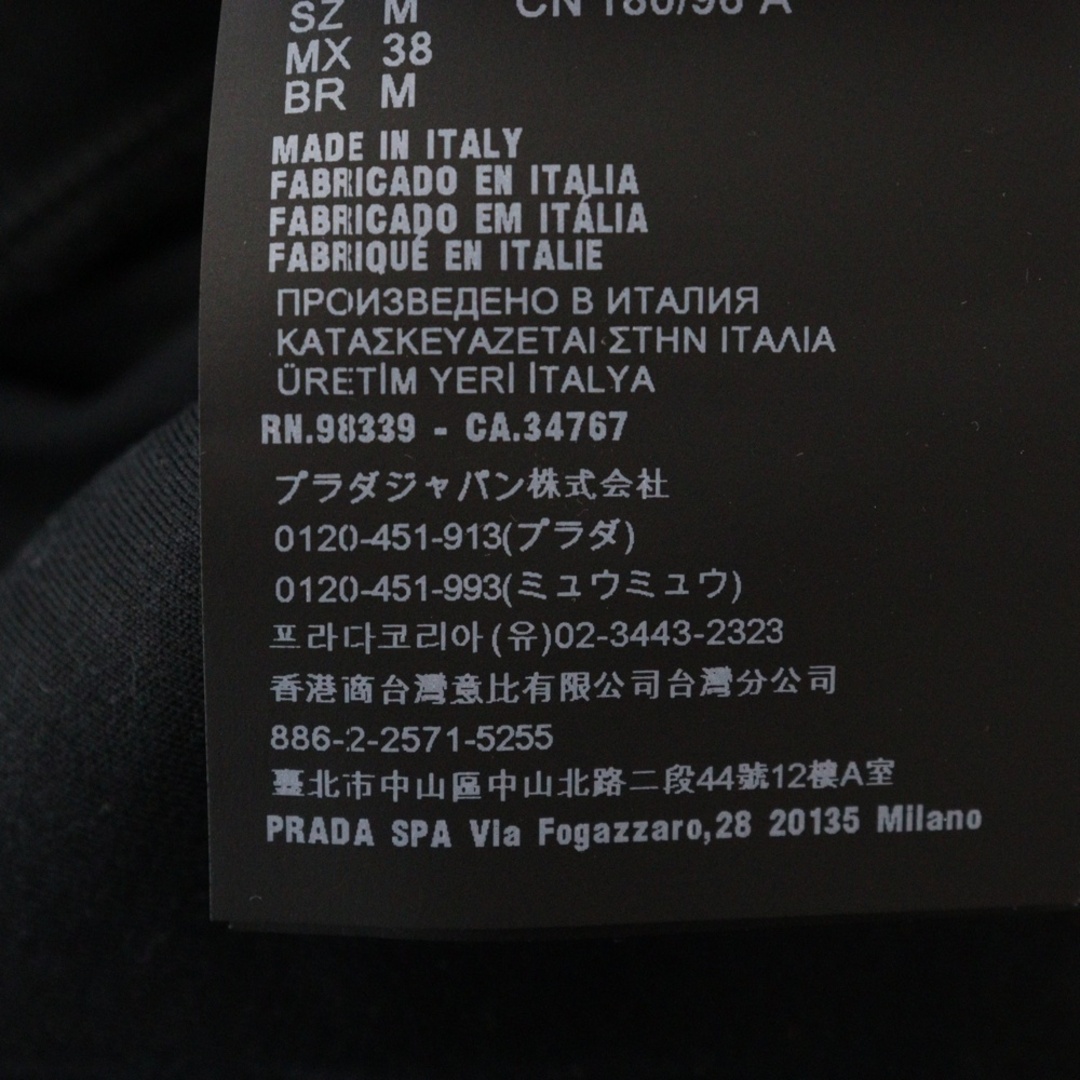 SZ M CN 180/96 A
MX 38
BR M
MADE IN ITALY
FABRICADO EN ITALIA
FABRICADO EM ITÁLIA
FABRIQUÉ EN ITALIE
ПРОИЗВЕДЕНО В ИТАЛИЯ
ΚΑΤΑΣΚΕΥΑΖΕΤΑΙ ΣΤΗΝ ΙΤΑΛΙΑ
ÜRETİM YERİ İTALYA
RN.98339 - CA.34767
プラダジャパン株式会社
0120-451-913(プラダ)
0120-451-993(ミュウミュウ)
프라다코리아(유)02-3443-2323
香港商台灣意比有限公司台灣分公司
886-2-2571-5255
臺北市中山區中山北路二段44號12樓A室
PRADA SPA Via Fogazzaro,28 20135 Milano